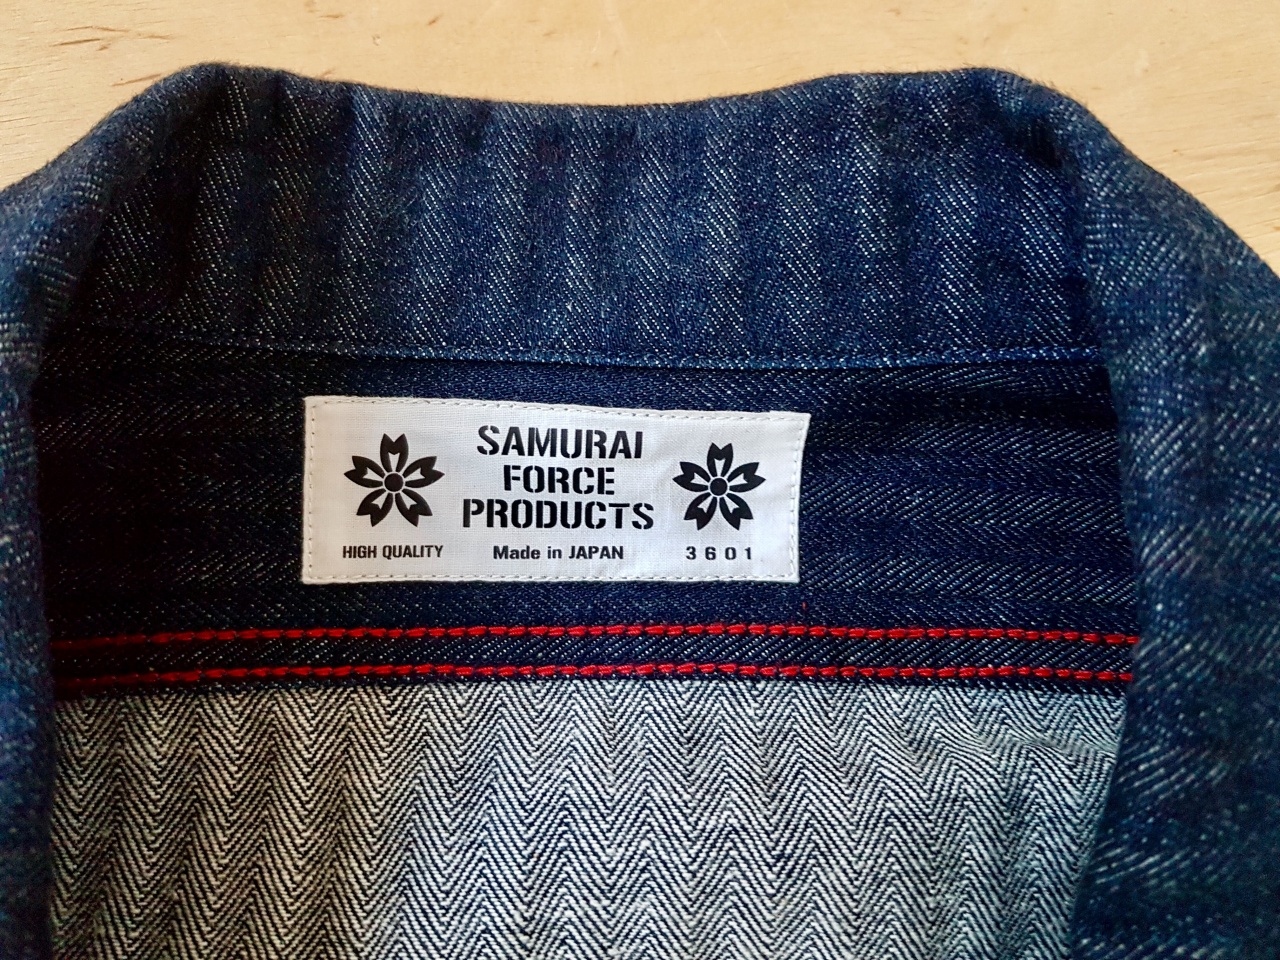 SAMURAI
FORCE
PRODUCTS
HIGH QUALITY
Made in JAPAN
3601